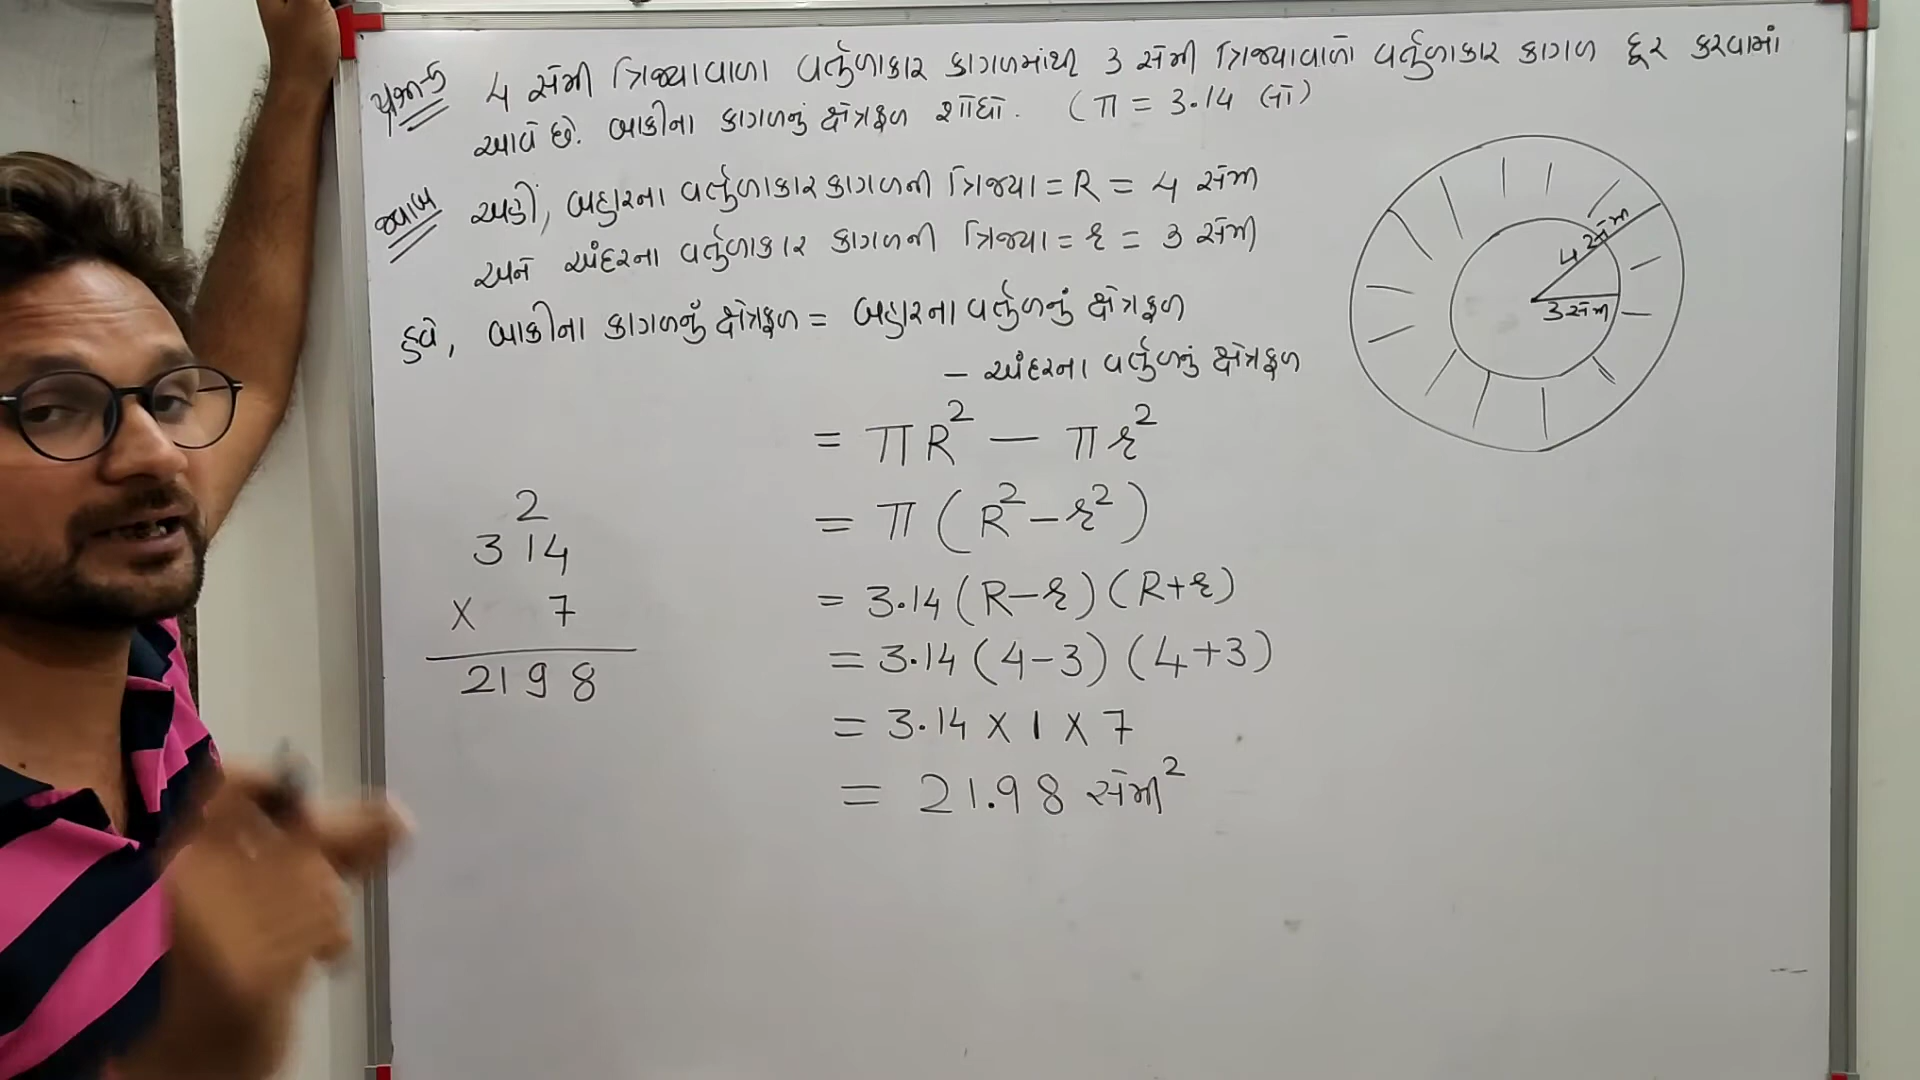 પ્રશ્ન-5 4 સેમી ત્રિજ્યાવાળા વર્તુળાકાર કાગળમાંથી 3 સેમી ત્રિજ્યાવાળો વર્તુળાકાર કાગળ દૂર કરવામાં
આવે છે. બાકીના કાગળનું ક્ષેત્રફળ શોધો. (π = 3.14 લો)
જવાબ અહીં, બહારના વર્તુળાકાર કાગળની ત્રિજ્યા = R = 4 સેમી
અને અંદરના વર્તુળાકાર કાગળની ત્રિજ્યા = r = 3 સેમી
હવે, બાકીના કાગળનું ક્ષેત્રફળ = બહારના વર્તુળનું ક્ષેત્રફળ
– અંદરના વર્તુળનું ક્ષેત્રફળ
= πR² – πr²
= π(R² – r²)
= 3.14(R–r)(R+r)
= 3.14(4–3)(4+3)
= 3.14 × 1 × 7
= 21.98 સેમી²
2
314
× 7
2198
4 સેમી
3 સેમી